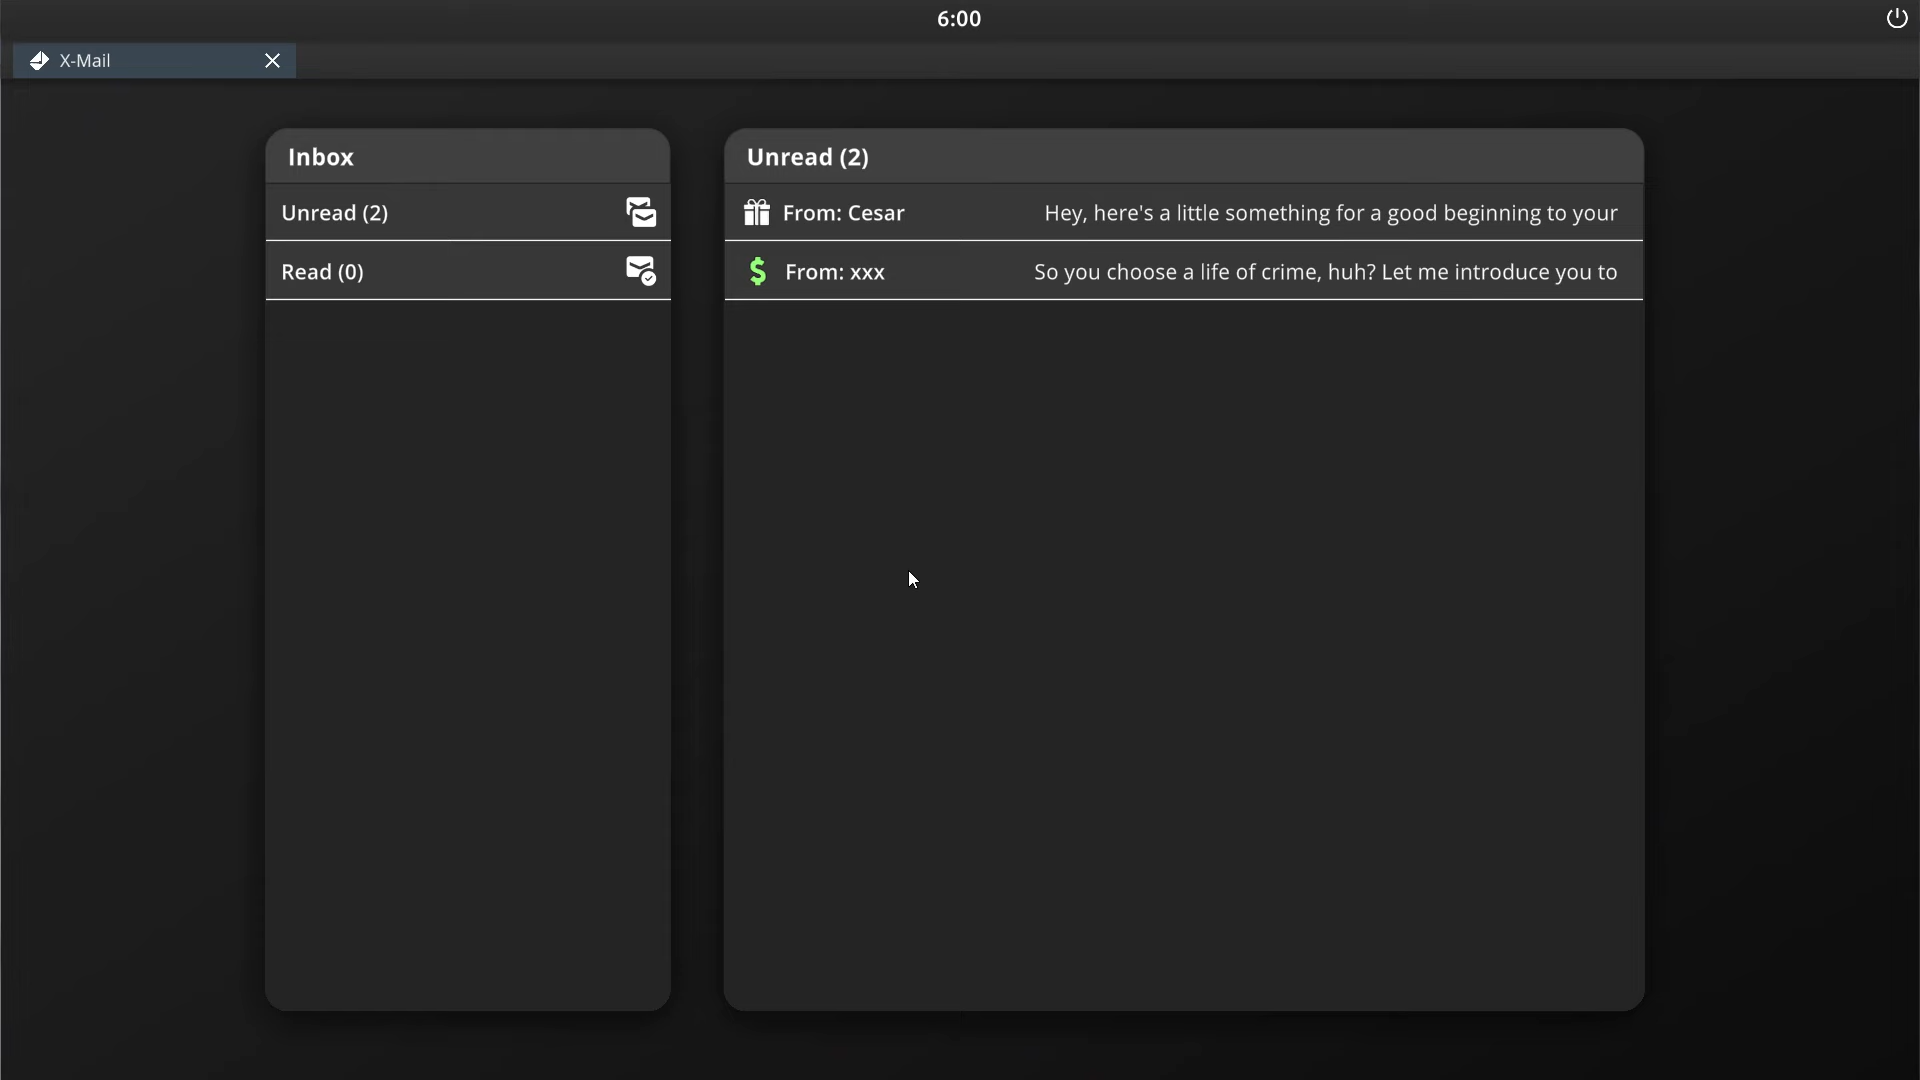 6:00
X-Mail
Inbox
Unread (2)
Read (0)
Unread (2)
From: Cesar Hey, here's a little something for a good beginning to your
From: xxx So you choose a life of crime, huh? Let me introduce you to